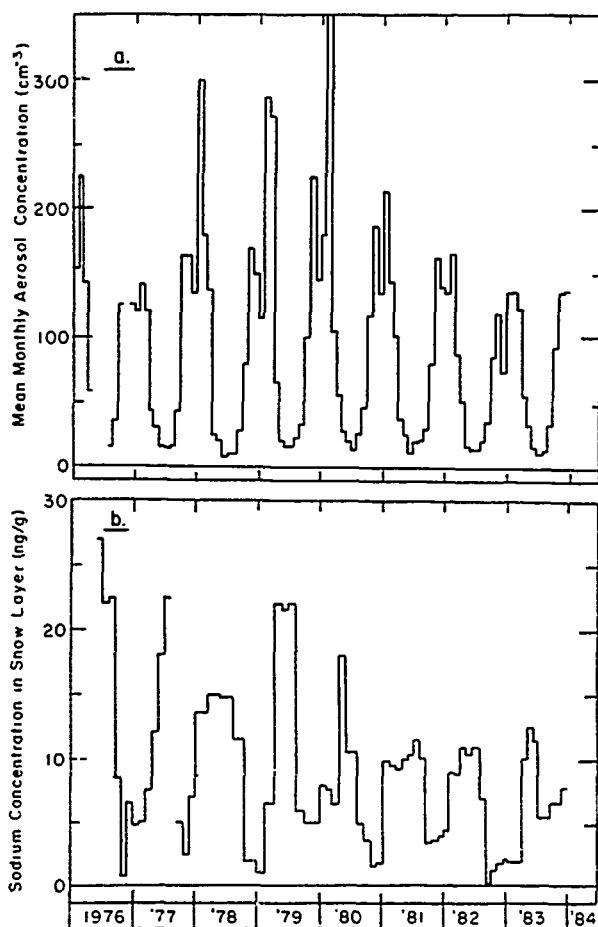 Mean Monthly Aerosol Concentration (cm⁻³)
a.
300
200
100
0
Sodium Concentration in Snow Layer (ng/g)
b.
30
20
10
0
1976 '77 '78 '79 '80 '81 '82 '83 '84